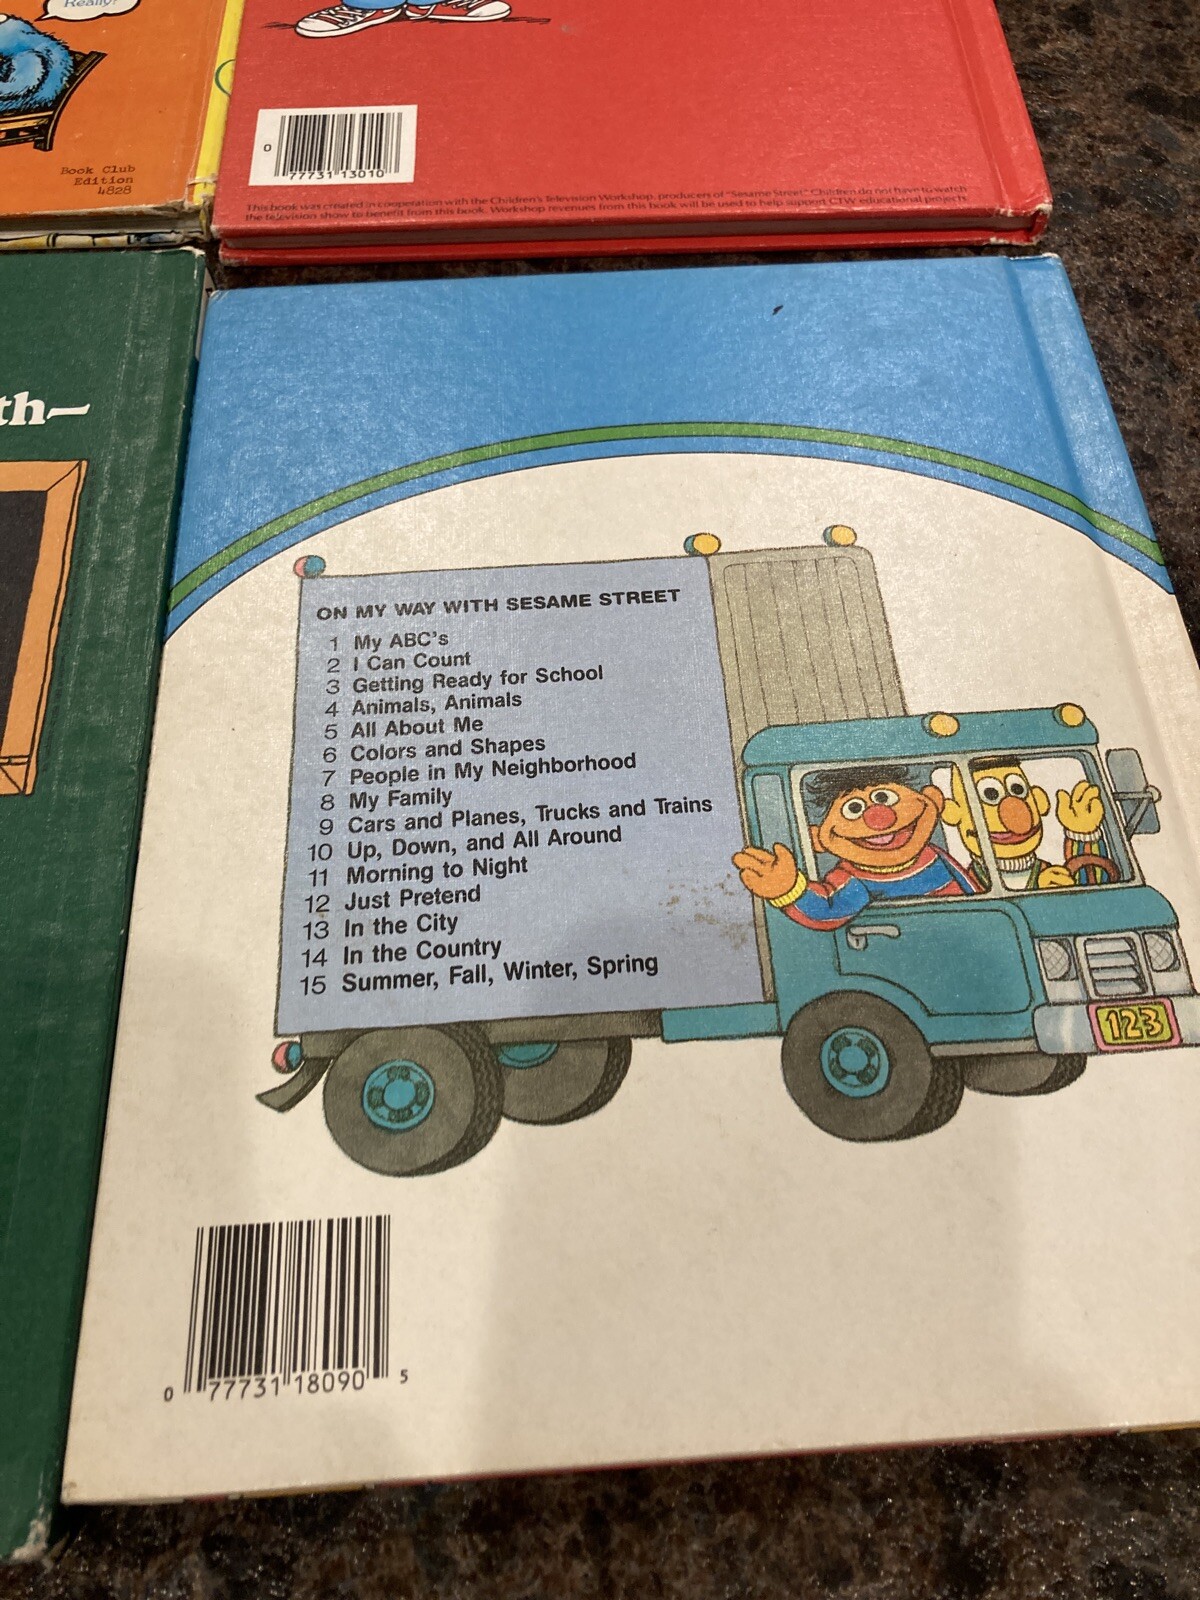 Really?
Book Club
Edition
4828
0
77731 13010
This book was created in cooperation with the Children's Television Workshop, producers of "Sesame Street." Children do not have to watch
the television show to benefit from this book. Workshop revenues from this book will be used to help support CTW educational projects.
th—
ON MY WAY WITH SESAME STREET
1 My ABC's
2 I Can Count
3 Getting Ready for School
4 Animals, Animals
5 All About Me
6 Colors and Shapes
7 People in My Neighborhood
8 My Family
9 Cars and Planes, Trucks and Trains
10 Up, Down, and All Around
11 Morning to Night
12 Just Pretend
13 In the City
14 In the Country
15 Summer, Fall, Winter, Spring
123
0 77731 18090 5